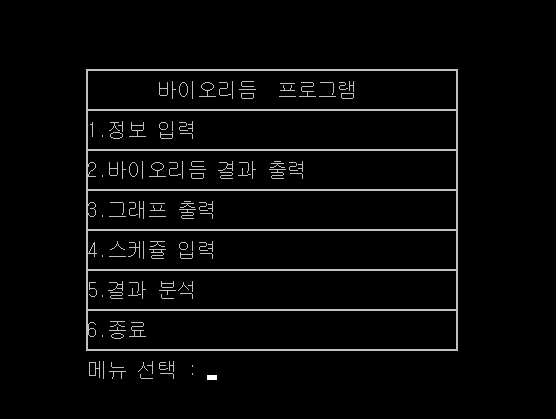 바이오리듬 프로그램
1.정보 입력
2.바이오리듬 결과 출력
3.그래프 출력
4.스케쥴 입력
5.결과 분석
6.종료
메뉴 선택 :